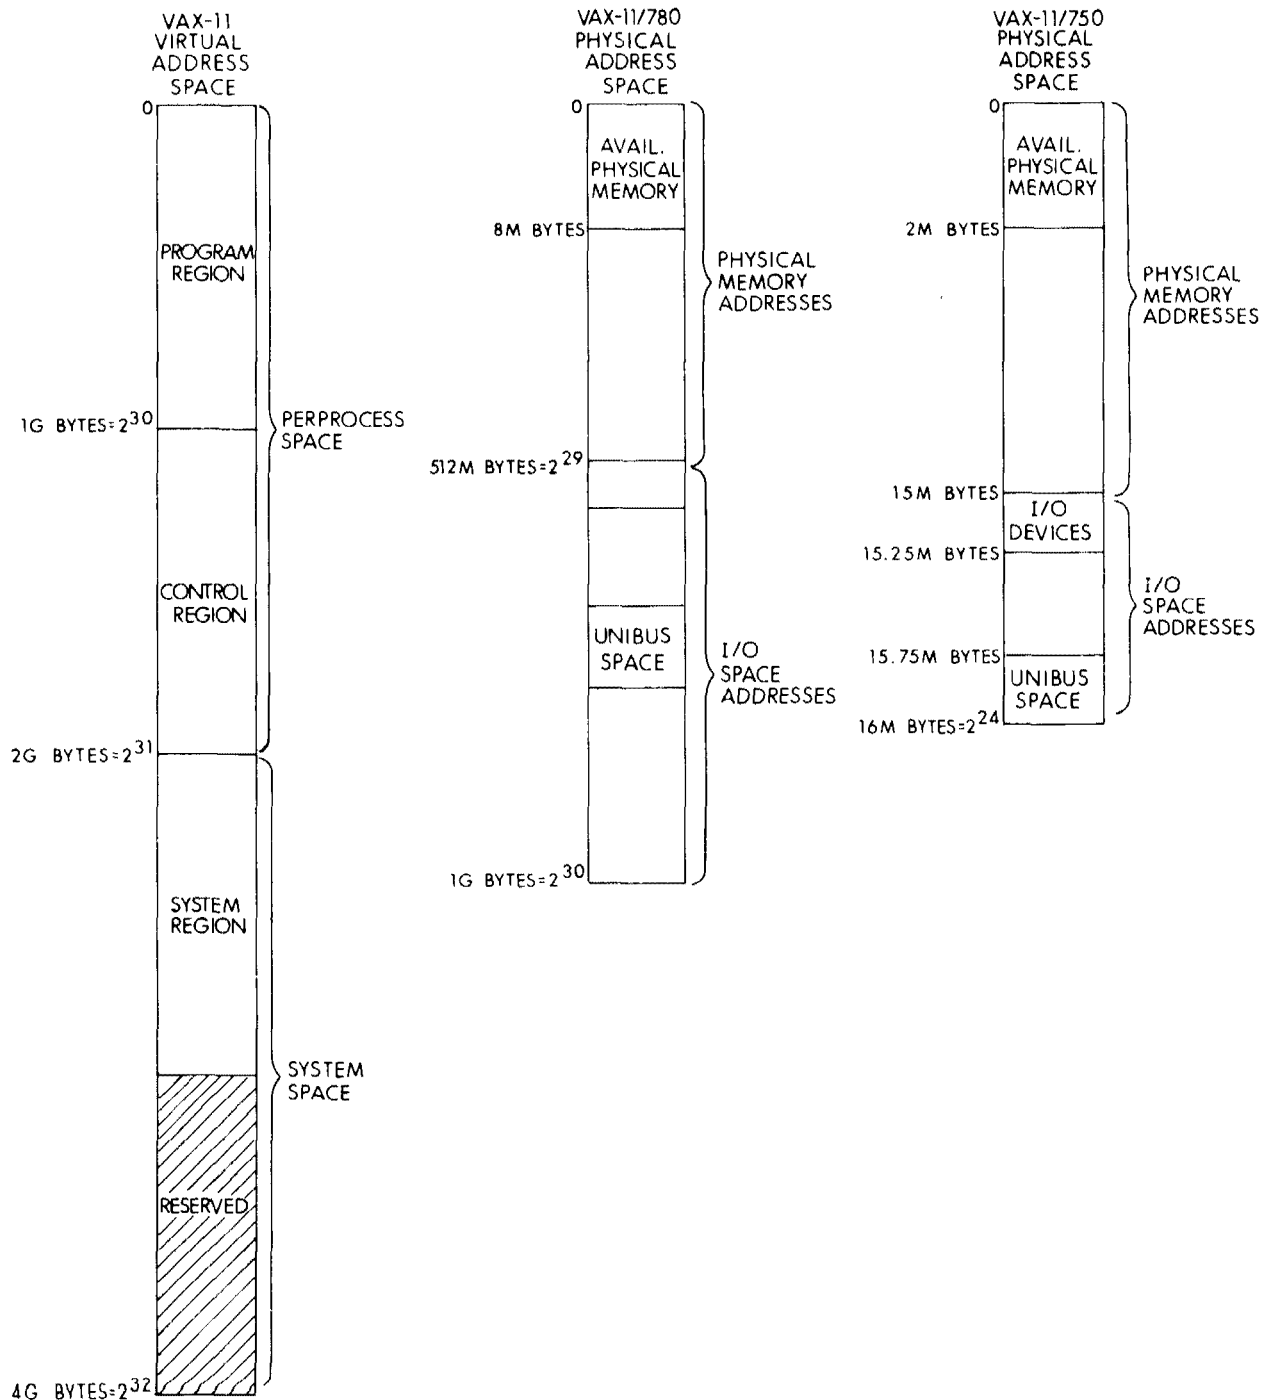 VAX-11
VIRTUAL
ADDRESS
SPACE
0
PROGRAM
REGION
1G BYTES=2^30
PERPROCESS
SPACE
CONTROL
REGION
2G BYTES=2^31
SYSTEM
REGION
SYSTEM
SPACE
RESERVED
4G BYTES=2^32
VAX-11/780
PHYSICAL
ADDRESS
SPACE
0
AVAIL.
PHYSICAL
MEMORY
8M BYTES
PHYSICAL
MEMORY
ADDRESSES
512M BYTES=2^29
UNIBUS
SPACE
I/O
SPACE
ADDRESSES
1G BYTES=2^30
VAX-11/750
PHYSICAL
ADDRESS
SPACE
0
AVAIL.
PHYSICAL
MEMORY
2M BYTES
PHYSICAL
MEMORY
ADDRESSES
15M BYTES
I/O
DEVICES
15.25M BYTES
I/O
SPACE
ADDRESSES
15.75M BYTES
UNIBUS
SPACE
16M BYTES=2^24